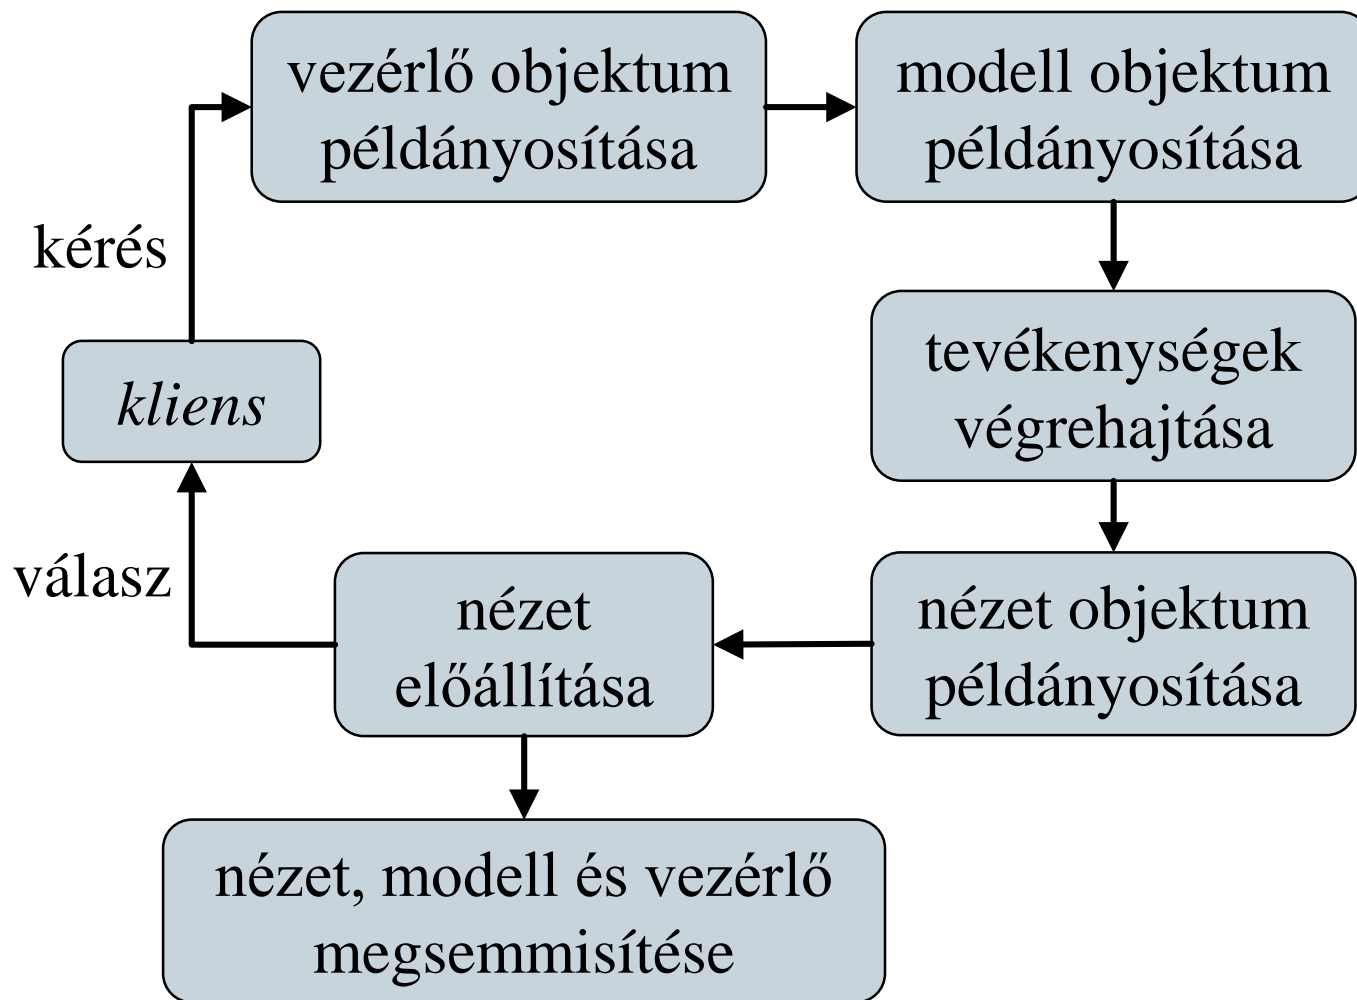 vezérlő objektum
példányosítása
modell objektum
példányosítása
kérés
tevékenységek
végrehajtása
kliens
válasz
nézet
előállítása
nézet objektum
példányosítása
nézet, modell és vezérlő
megsemmisítése